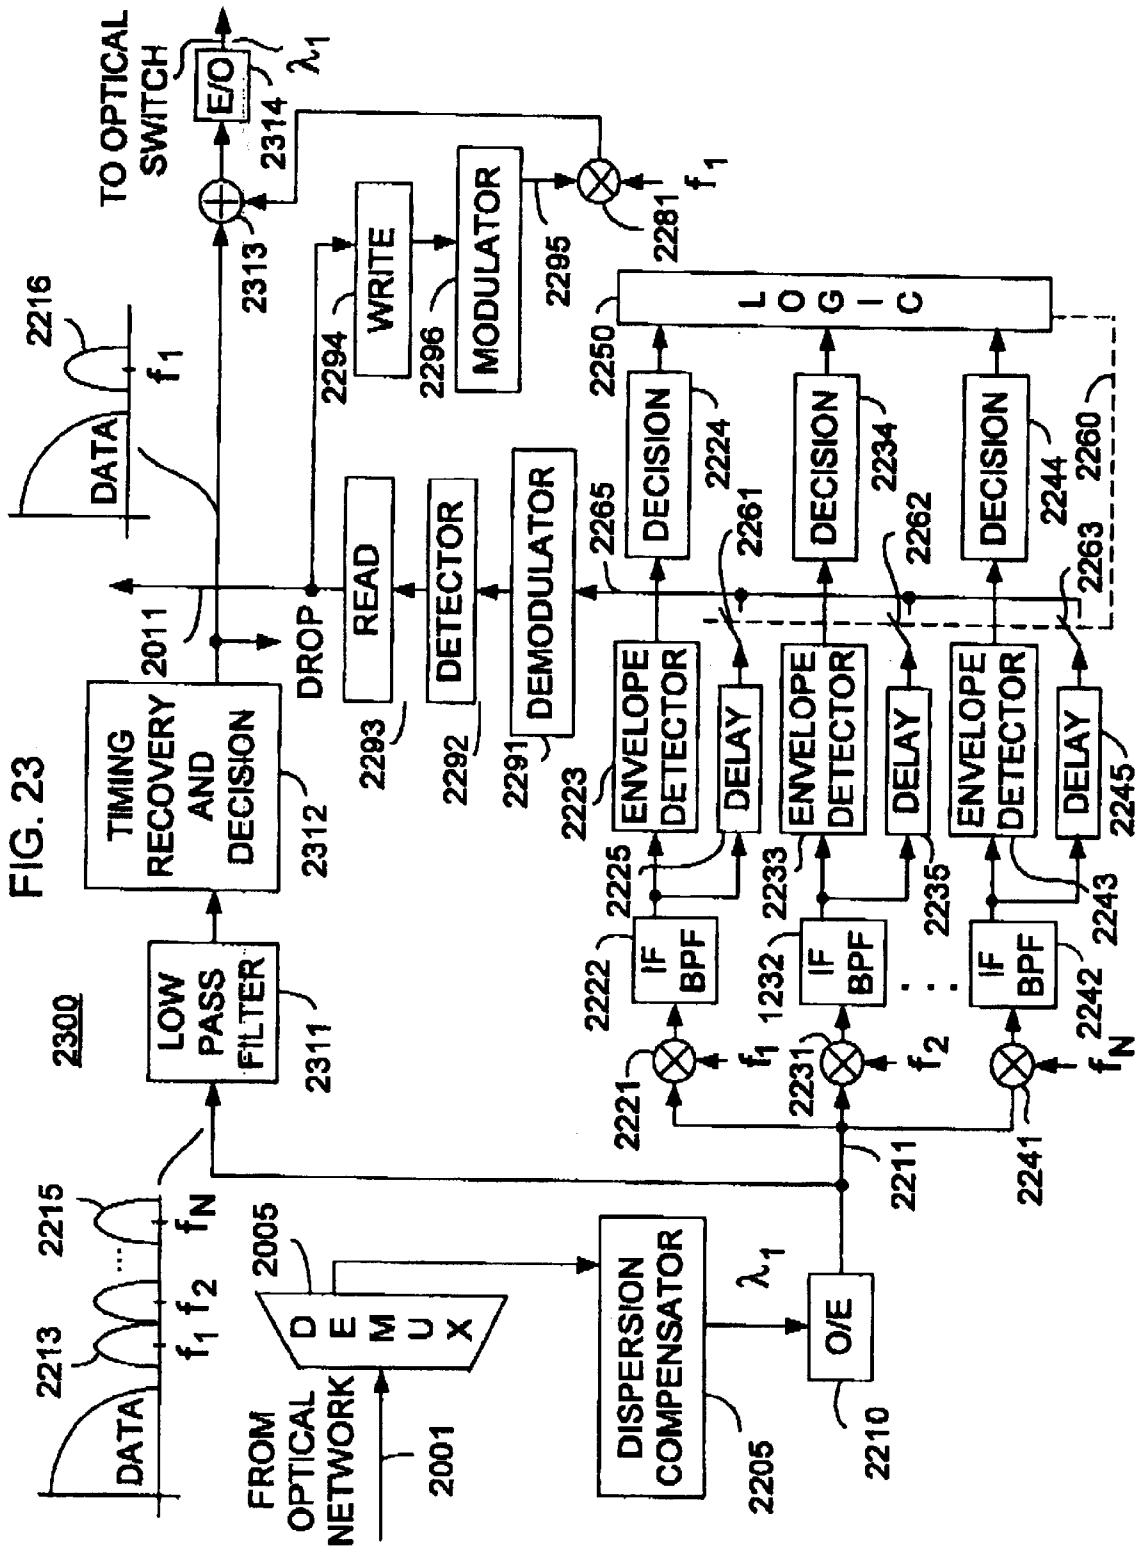 FIG. 23
2300
DATA
2213
f1
f2
...
fN
2215
FROM
OPTICAL
NETWORK
2001
DEMUX
2005
DISPERSION
COMPENSATOR
2205
λ1
O/E
2210
2211
LOW
PASS
FILTER
2311
TIMING
RECOVERY
AND
DECISION
2312
2011
DROP
DATA
f1
2216
2313
E/O
2314
λ1
TO OPTICAL
SWITCH
READ
2293
DETECTOR
2292
DEMODULATOR
2291
2294
WRITE
2296
MODULATOR
2295
2281
f1
2221
f1
2222
IF
BPF
2225
2223
ENVELOPE
DETECTOR
DELAY
2265
DECISION
2224
2261
2250
LOGIC
2231
f2
1232
IF
BPF
2233
ENVELOPE
DETECTOR
DELAY
2235
DECISION
2234
2262
. . .
2241
fN
IF
BPF
2242
ENVELOPE
DETECTOR
2243
DELAY
2245
DECISION
2244
2263
2260